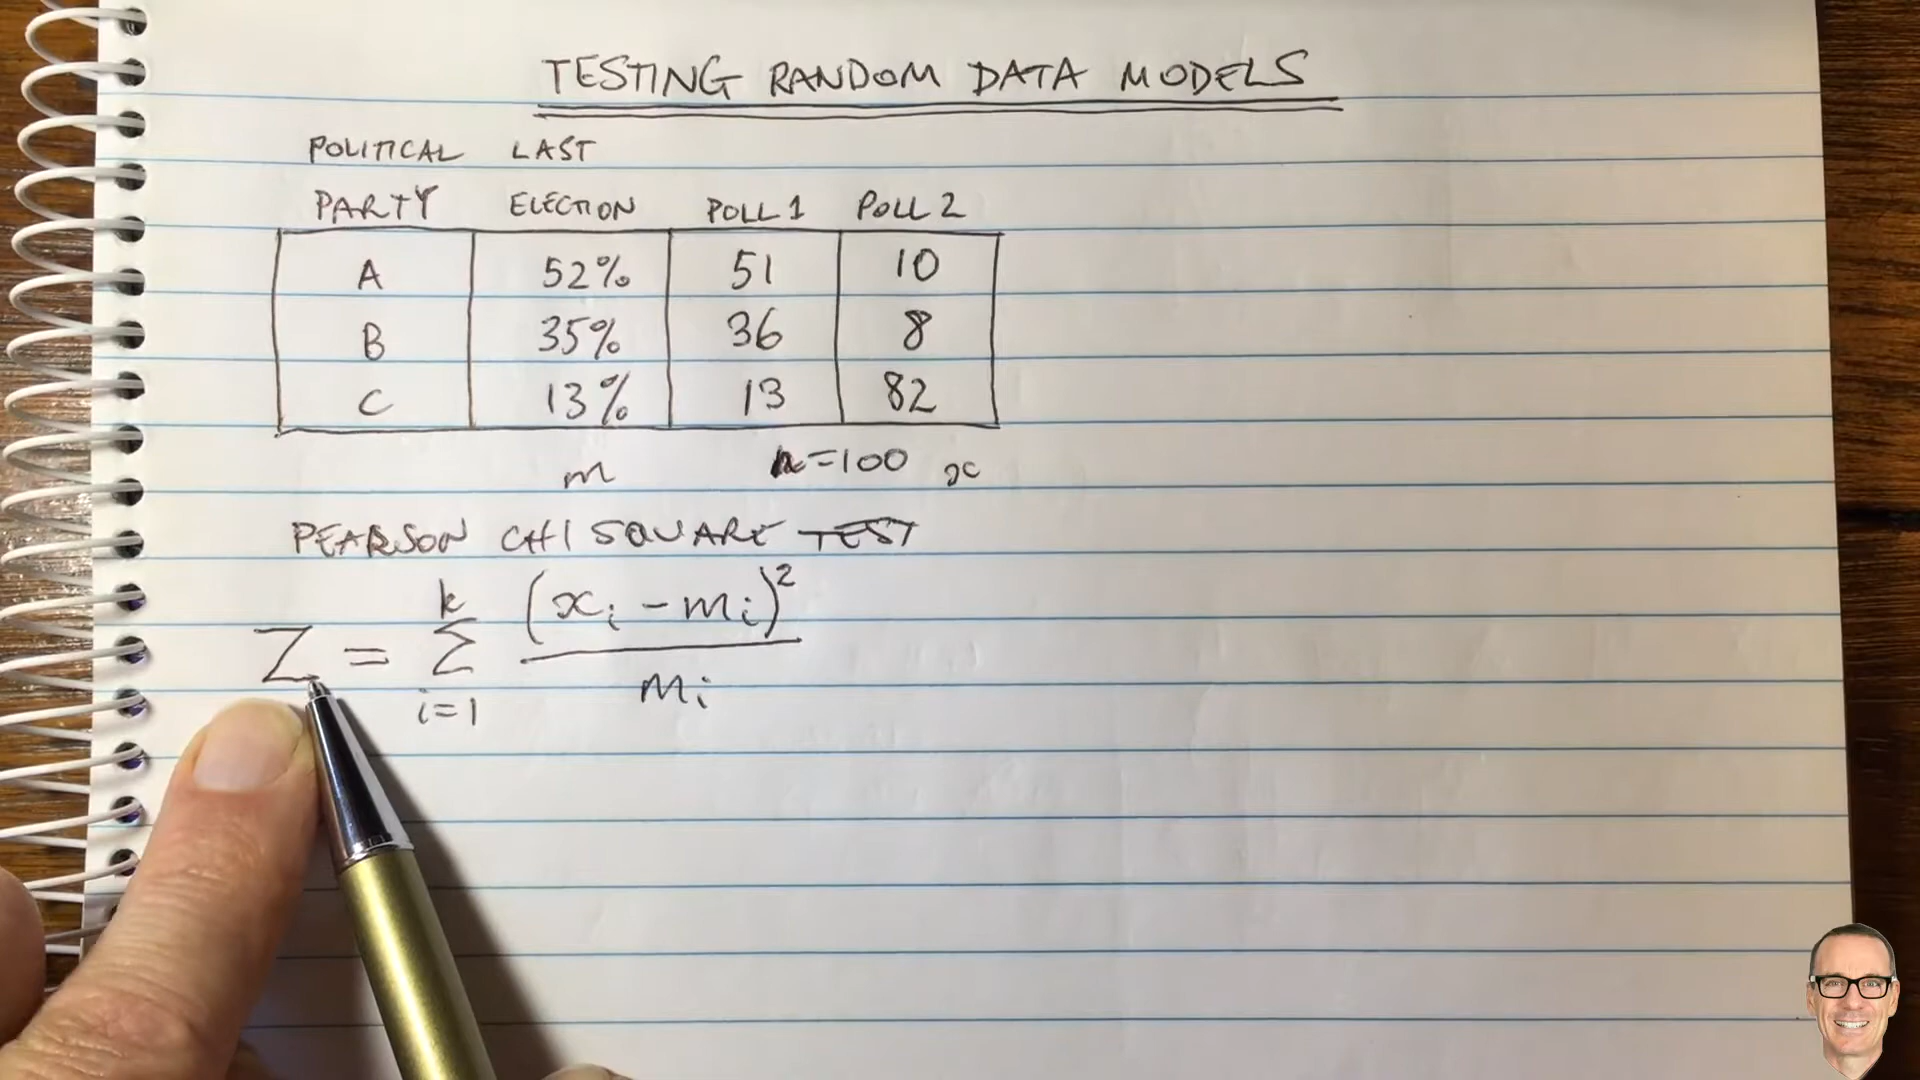 TESTING RANDOM DATA MODELS
POLITICAL LAST
PARTY ELECTION POLL 1 POLL 2
A 52% 51 10
B 35% 36 8
C 13% 13 82
m n=100 x
PEARSON CHI SQUARE TEST
Z = k Σ i=1 (xi - mi)² / mi